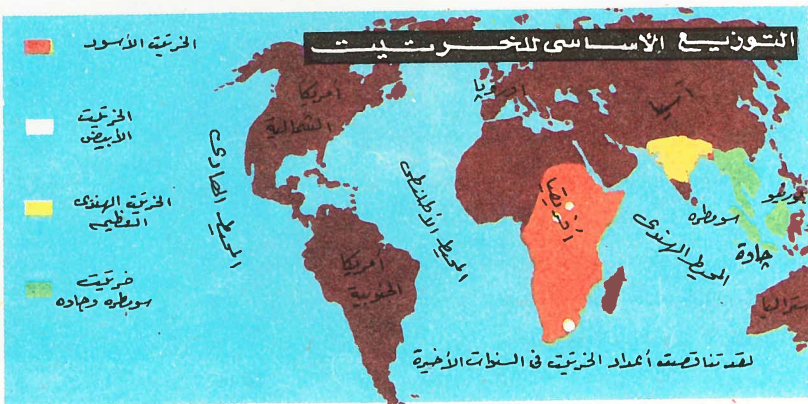 التوزيع الأساسى للخرتيت
الخرتيت الأسود
الخرتيت
الأبيض
الخرتيت الهندى
العظيم
خرتيت
سومطره وجاوه
أمريكا
الشمالية
أوروبا
آسيا
المحيط الهادى
المحيط الأطلنطى
أفريقيا
المحيط الهندى
سومطره
بورنيو
جاوة
أمريكا
الجنوبية
ستراليا
لقد تناقصت أعداد الخرتيت فى السنوات الأخيرة